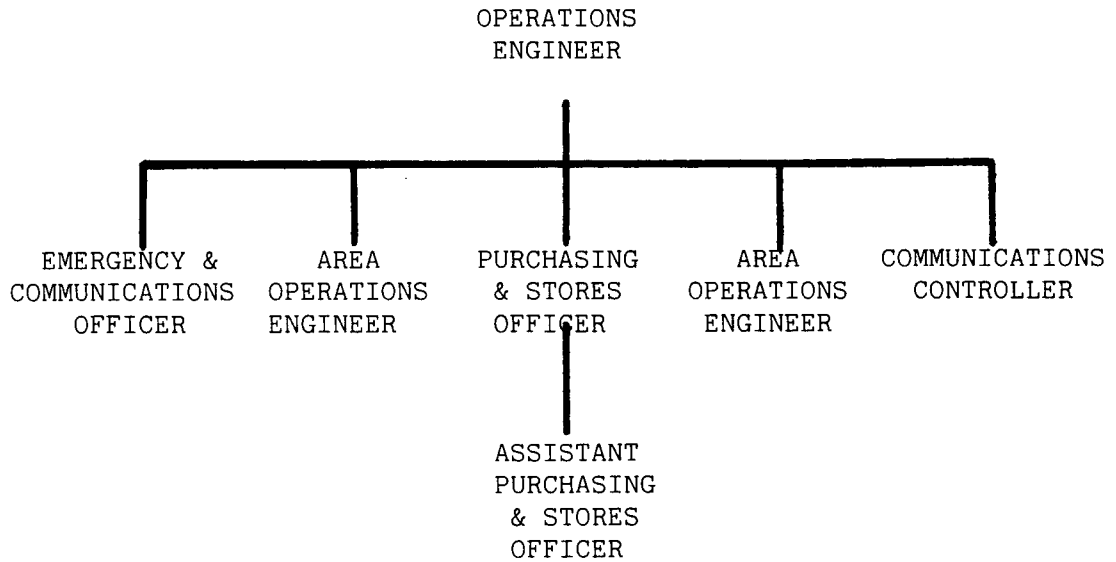 OPERATIONS
ENGINEER
EMERGENCY &
COMMUNICATIONS
OFFICER
AREA
OPERATIONS
ENGINEER
PURCHASING
& STORES
OFFICER
AREA
OPERATIONS
ENGINEER
COMMUNICATIONS
CONTROLLER
ASSISTANT
PURCHASING
& STORES
OFFICER